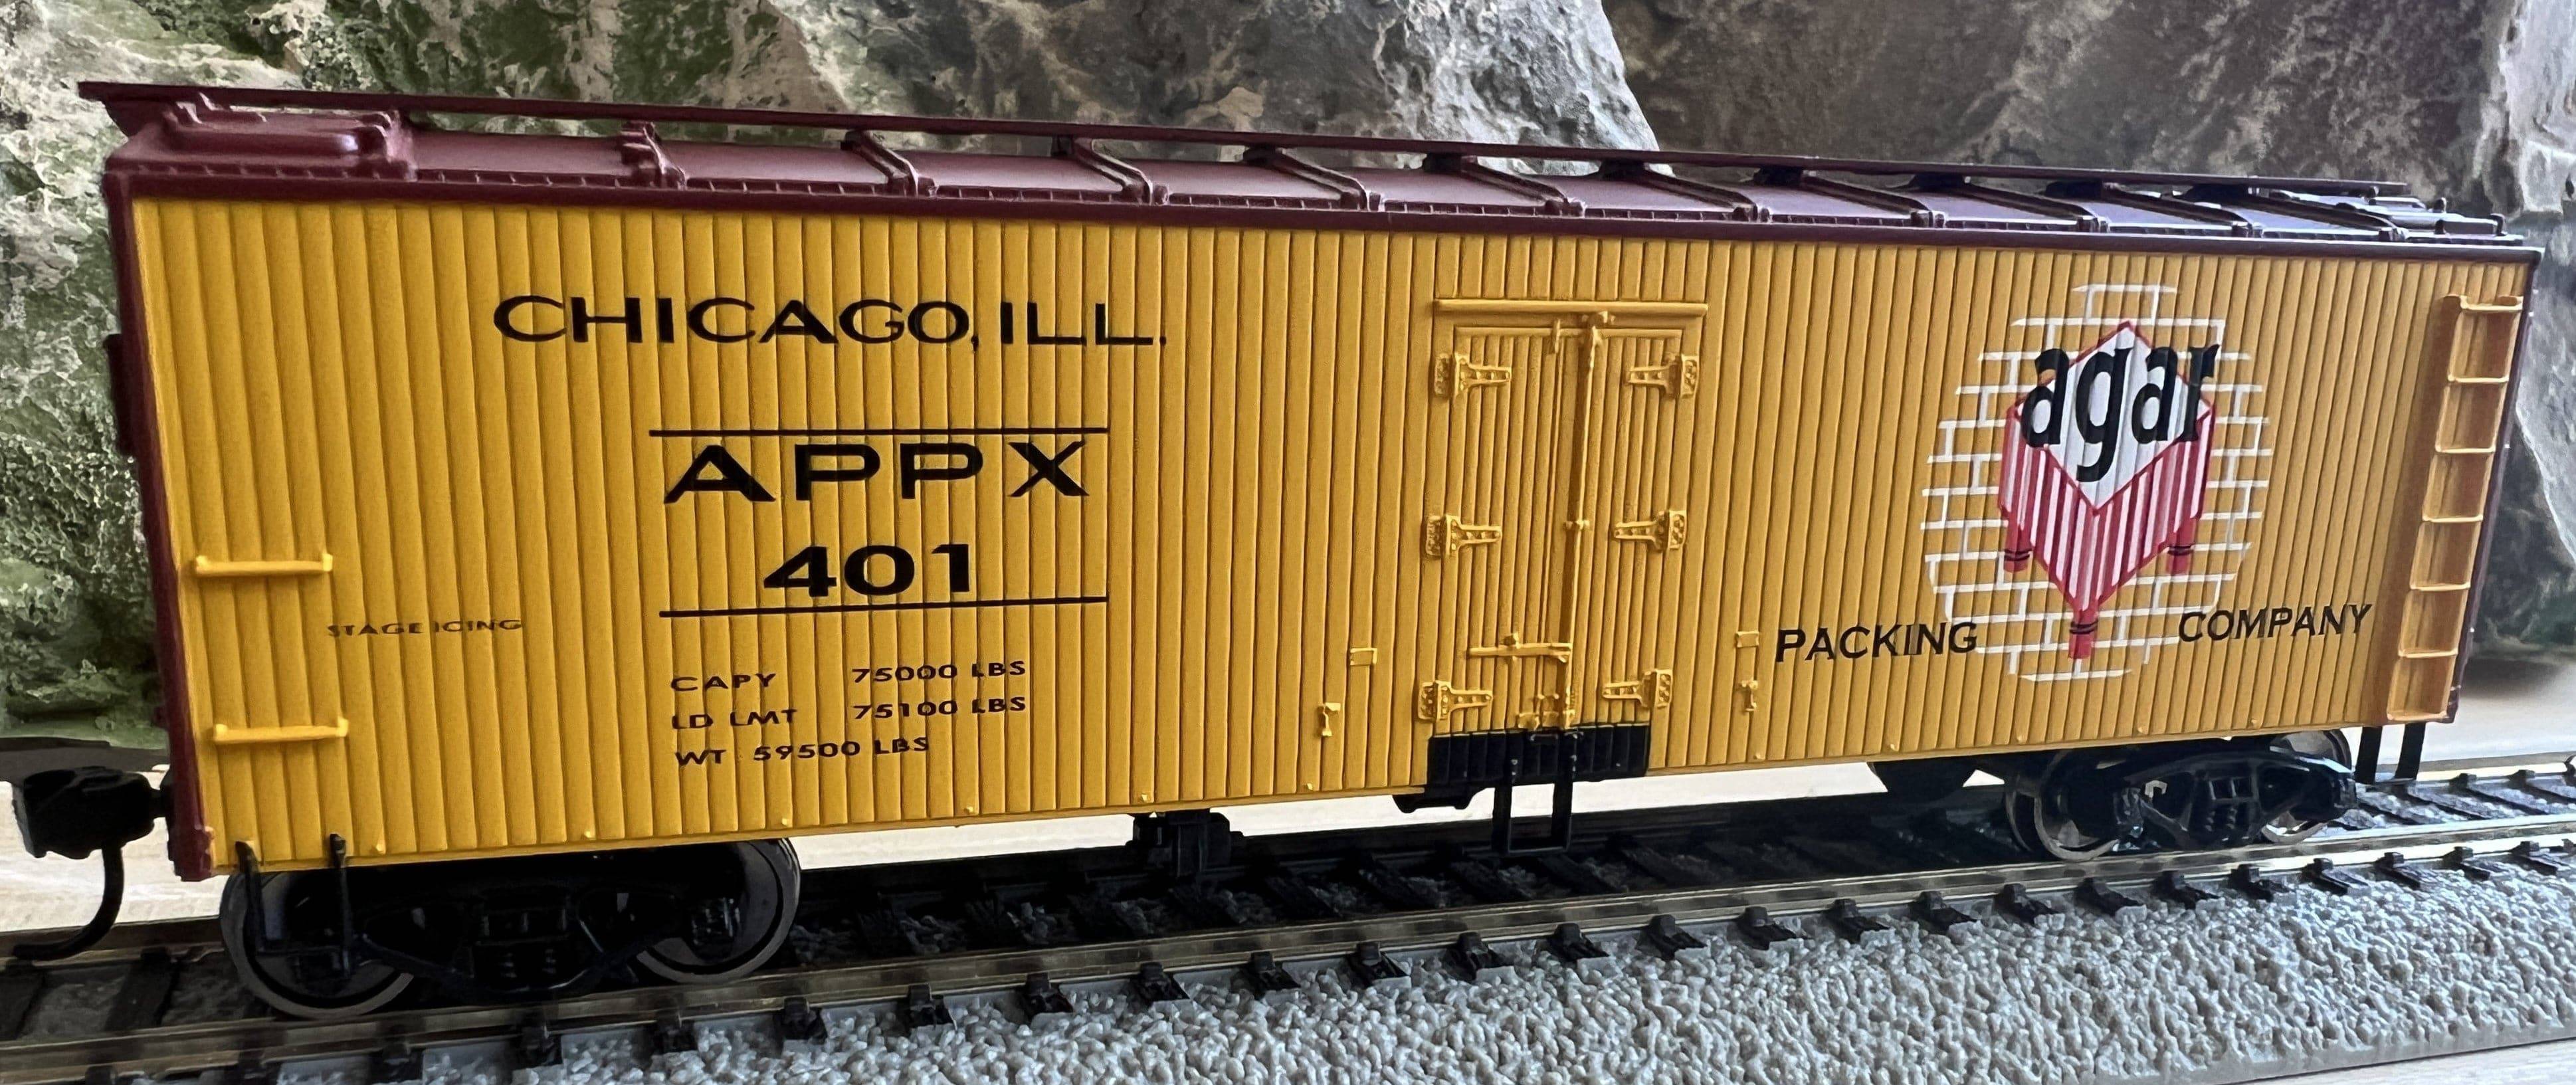 CHICAGO, ILL.
APPX
401
STAGE ICING
CAPY 75000 LBS
LD LMT 75100 LBS
WT 59500 LBS
agar
PACKING COMPANY